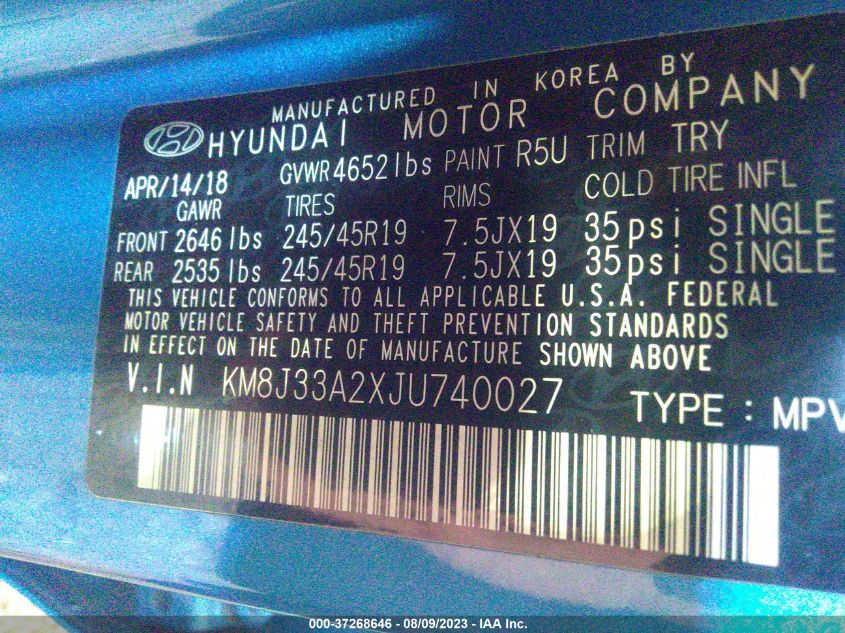 MANUFACTURED IN KOREA BY
HYUNDAI MOTOR COMPANY
APR/14/18 GVWR 4652 lbs PAINT R5U TRIM TRY
GAWR TIRES RIMS COLD TIRE INFL
FRONT 2646 lbs 245/45R19 7.5JX19 35psi SINGLE
REAR 2535 lbs 245/45R19 7.5JX19 35psi SINGLE
THIS VEHICLE CONFORMS TO ALL APPLICABLE U.S.A. FEDERAL
MOTOR VEHICLE SAFETY AND THEFT PREVENTION STANDARDS
IN EFFECT ON THE DATE OF MANUFACTURE SHOWN ABOVE
V.I.N KM8J33A2XJU740027 TYPE : MPV
000-37268646 - 08/09/2023 - IAA Inc.